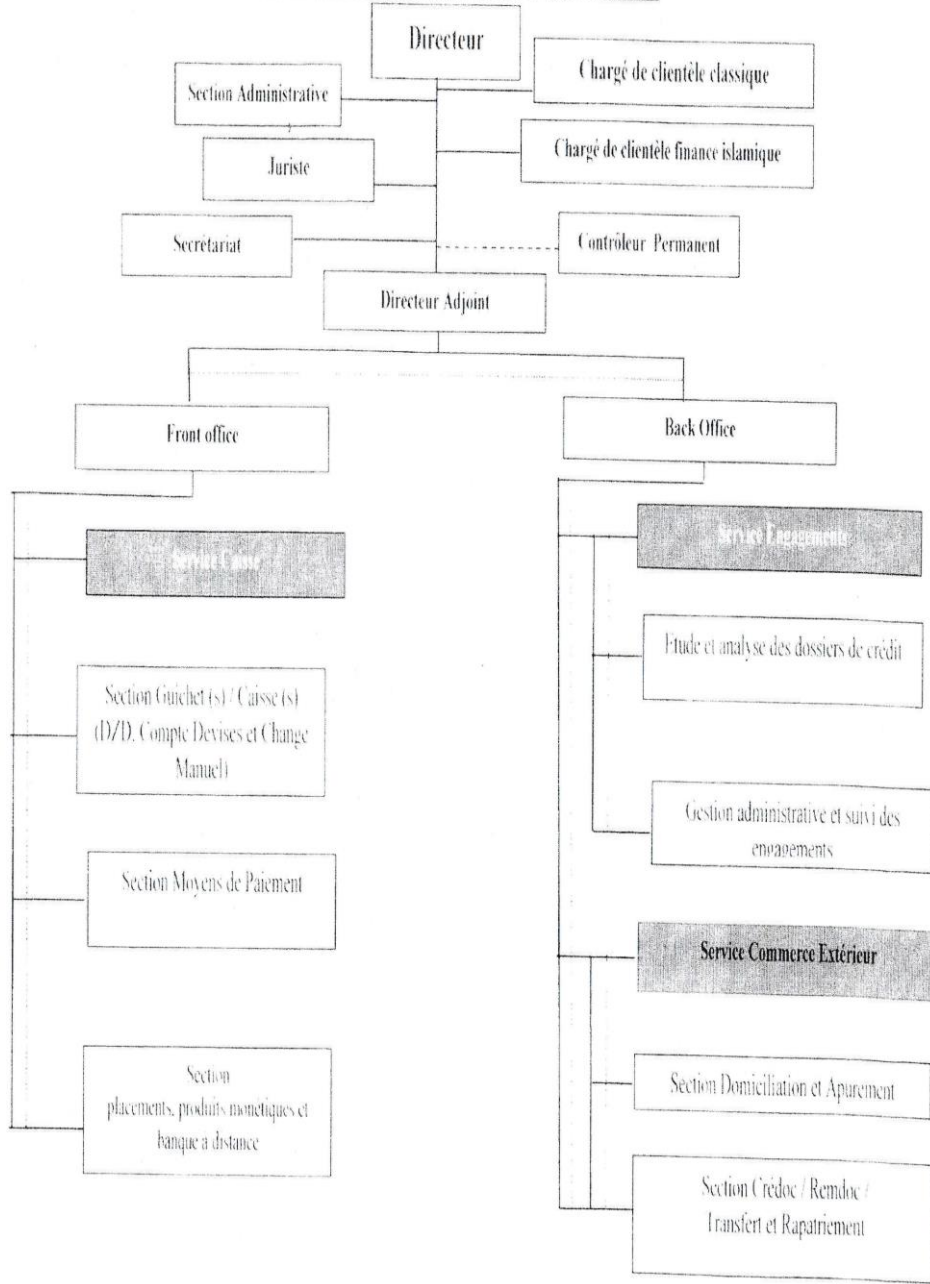 Directeur
Chargé de clientèle classique
Section Administrative
Chargé de clientèle finance islamique
Juriste
Secrétariat
Contrôleur Permanent
Directeur Adjoint
Front office
Back Office
Service Caisse
Service Engagements
Etude et analyse des dossiers de crédit
Section Guichet (s) / Caisse (s)
(D/D, Compte Devises et Change
Manuel)
Gestion administrative et suivi des
engagements
Section Moyens de Paiement
Service Commerce Extérieur
Section
placements, produits monétiques et
banque à distance
Section Domiciliation et Apurement
Section Crédoc / Remdoc /
Transfert et Rapatriement